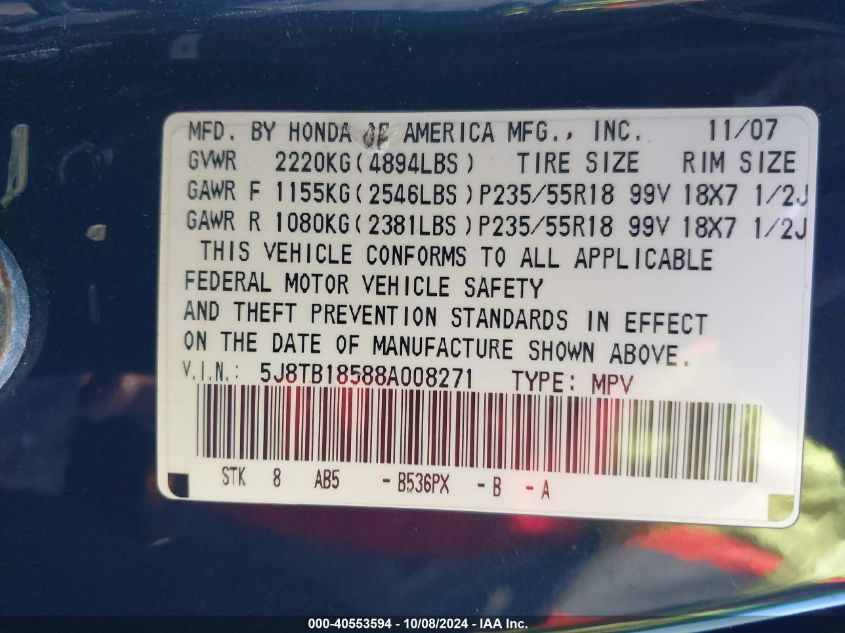 MFD. BY HONDA OF AMERICA MFG., INC. 11/07
GVWR 2220KG(4894LBS) TIRE SIZE RIM SIZE
GAWR F 1155KG(2546LBS)P235/55R18 99V 18X7 1/2J
GAWR R 1080KG(2381LBS)P235/55R18 99V 18X7 1/2J
THIS VEHICLE CONFORMS TO ALL APPLICABLE
FEDERAL MOTOR VEHICLE SAFETY
AND THEFT PREVENTION STANDARDS IN EFFECT
ON THE DATE OF MANUFACTURE SHOWN ABOVE.
V.I.N.: 5J8TB18588A008271 TYPE: MPV
STK 8 AB5 -B536PX -B -A
000-40553594 - 10/08/2024 - IAA Inc.